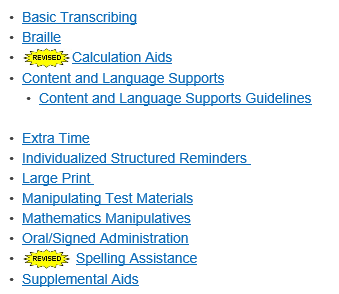 • Basic Transcribing
• Braille
• REVISED Calculation Aids
• Content and Language Supports
• Content and Language Supports Guidelines
• Extra Time
• Individualized Structured Reminders
• Large Print
• Manipulating Test Materials
• Mathematics Manipulatives
• Oral/Signed Administration
• REVISED Spelling Assistance
• Supplemental Aids